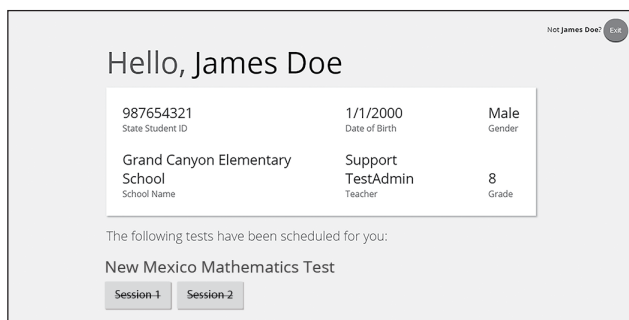 Not James Doe? Exit
Hello, James Doe
987654321 1/1/2000 Male
State Student ID Date of Birth Gender
Grand Canyon Elementary Support
School TestAdmin 8
School Name Teacher Grade
The following tests have been scheduled for you:
New Mexico Mathematics Test
Session 1 Session 2